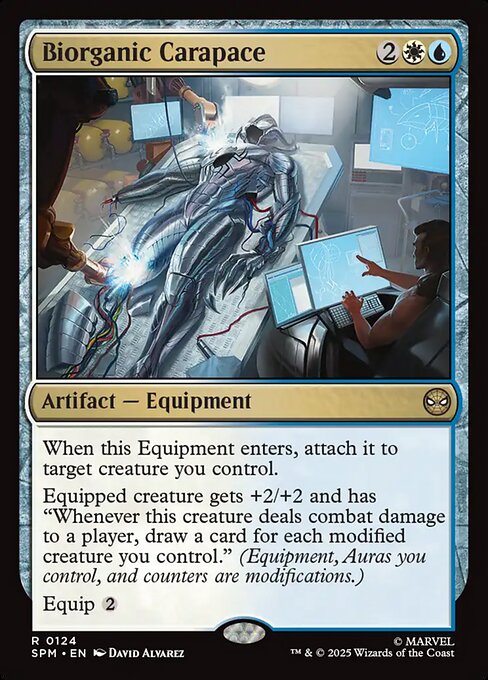 Biorganic Carapace 2
Artifact — Equipment
When this Equipment enters, attach it to
target creature you control.
Equipped creature gets +2/+2 and has
“Whenever this creature deals combat damage
to a player, draw a card for each modified
creature you control.” (Equipment, Auras you
control, and counters are modifications.)
Equip 2
R 0124
SPM • EN David Alvarez
© MARVEL
™ & © 2025 Wizards of the Coast